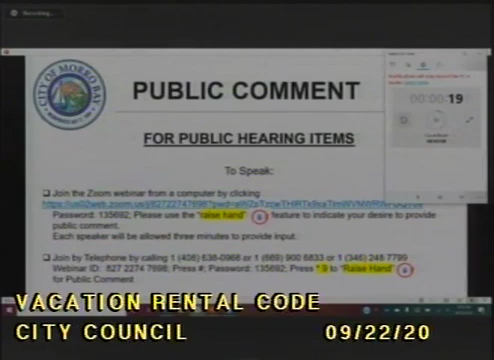 Recording...
CITY OF MORRO BAY
PUBLIC COMMENT
FOR PUBLIC HEARING ITEMS
To Speak:
❑ Join the Zoom webinar from a computer by clicking
Password: 135692; Please use the "raise hand" feature to indicate your desire to provide
public comment.
Each speaker will be allowed three minutes to provide input.
❑ Join by Telephone by calling 1 (408) 638-0968 or 1 (669) 900 6833 or 1 (346) 248 7799
Webinar ID: 827 2274 7698; Press #; Password: 135692; Press * 9 to "Raise Hand"
for Public Comment
00:00:19
VACATION RENTAL CODE
CITY COUNCIL 09/22/20